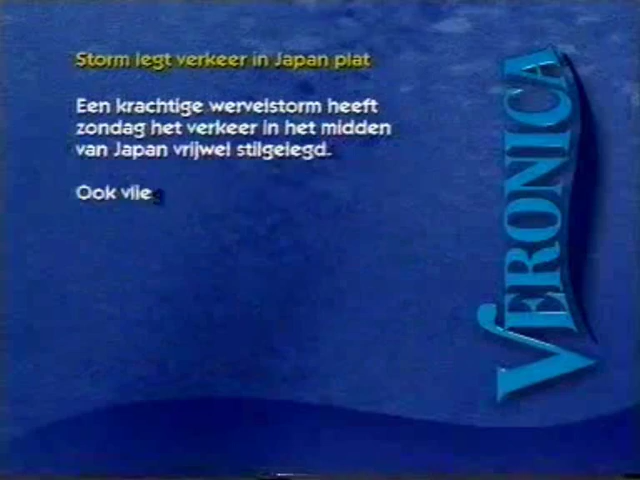 Storm legt verkeer in Japan plat
Een krachtige wervelstorm heeft
zondag het verkeer in het midden
van Japan vrijwel stilgelegd.
Ook vlieg
VERONICA